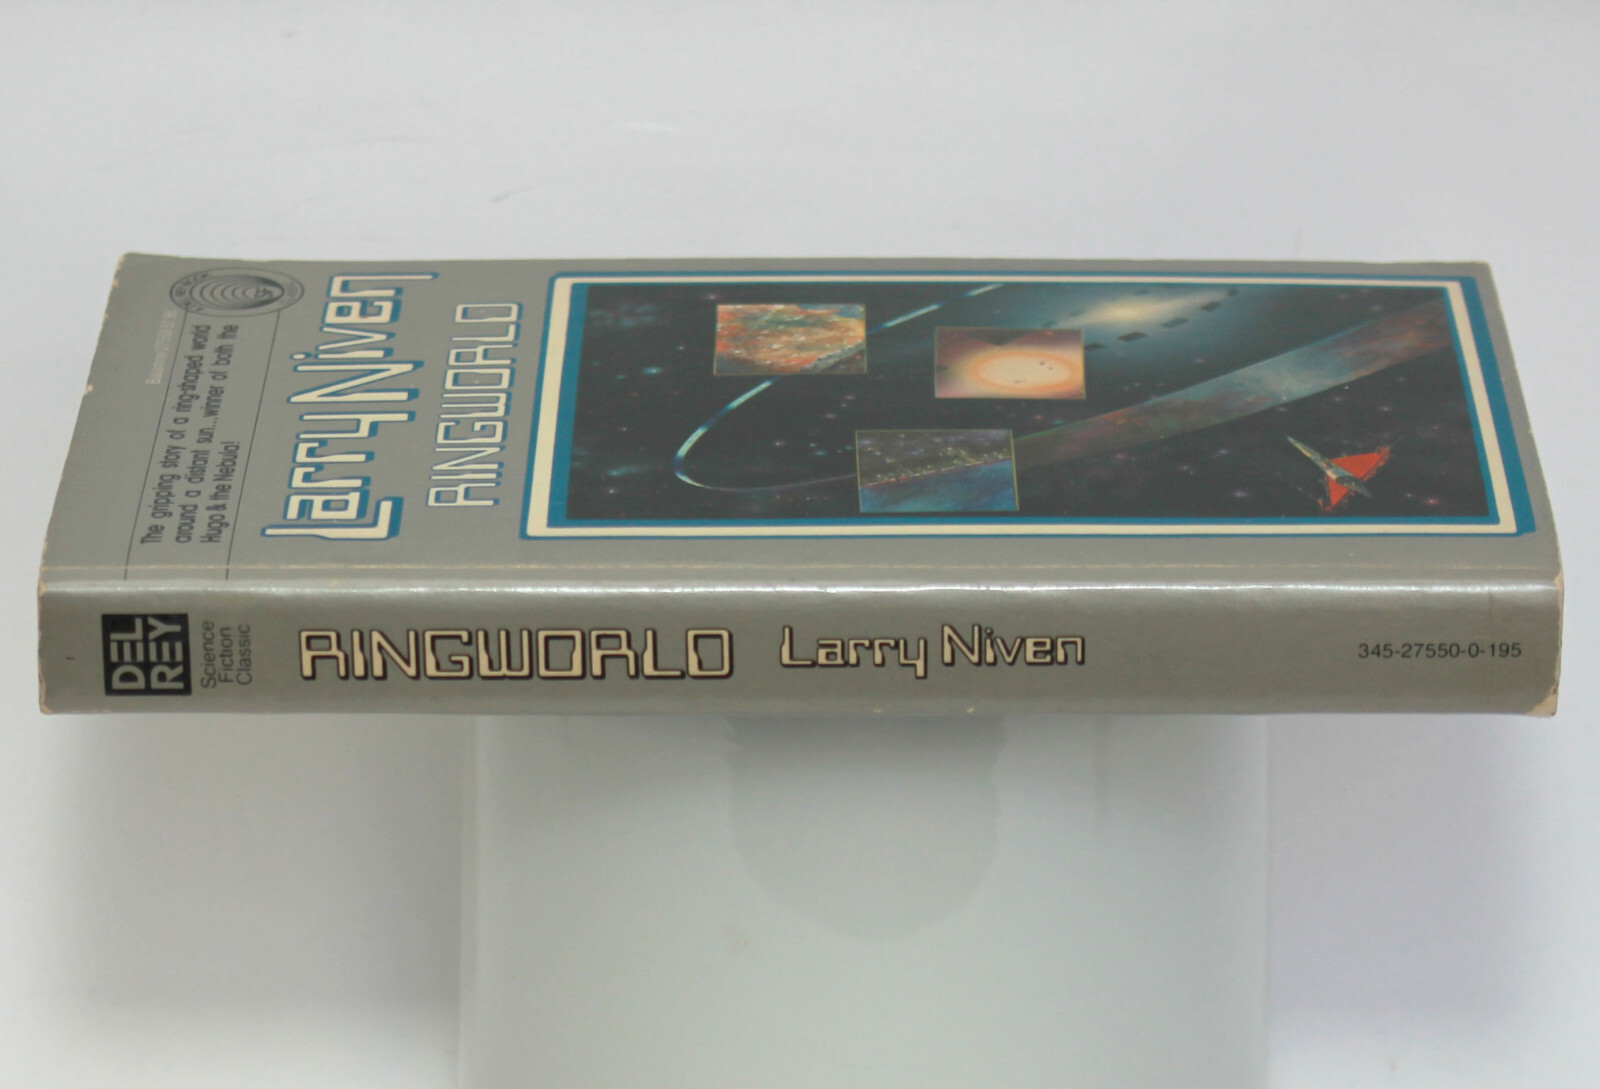 The gripping story of a ring-shaped world
around a distant sun...winner of both the
Hugo & the Nebula!
Larry Niven
RINGWORLD
DEL
REY
Science
Fiction
Classic
RINGWORLD Larry Niven 345-27550-0-195